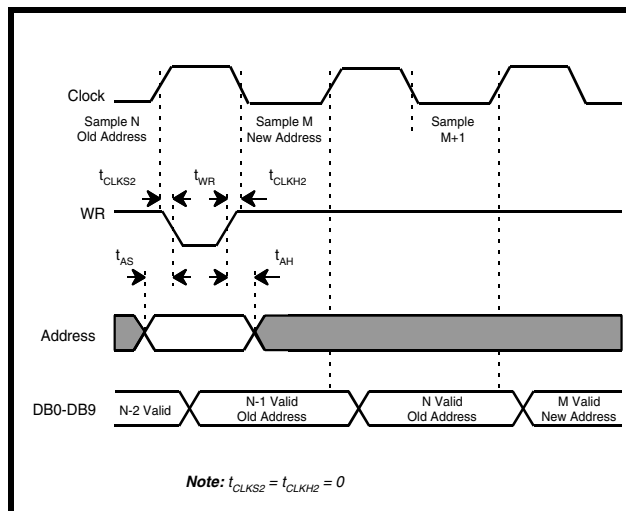 Clock
Sample N
Old Address
Sample M
New Address
Sample
M+1
tCLKS2
tWR
tCLKH2
WR
tAS
tAH
Address
DB0-DB9
N-2 Valid
N-1 Valid
Old Address
N Valid
Old Address
M Valid
New Address
Note: tCLKS2 = tCLKH2 = 0